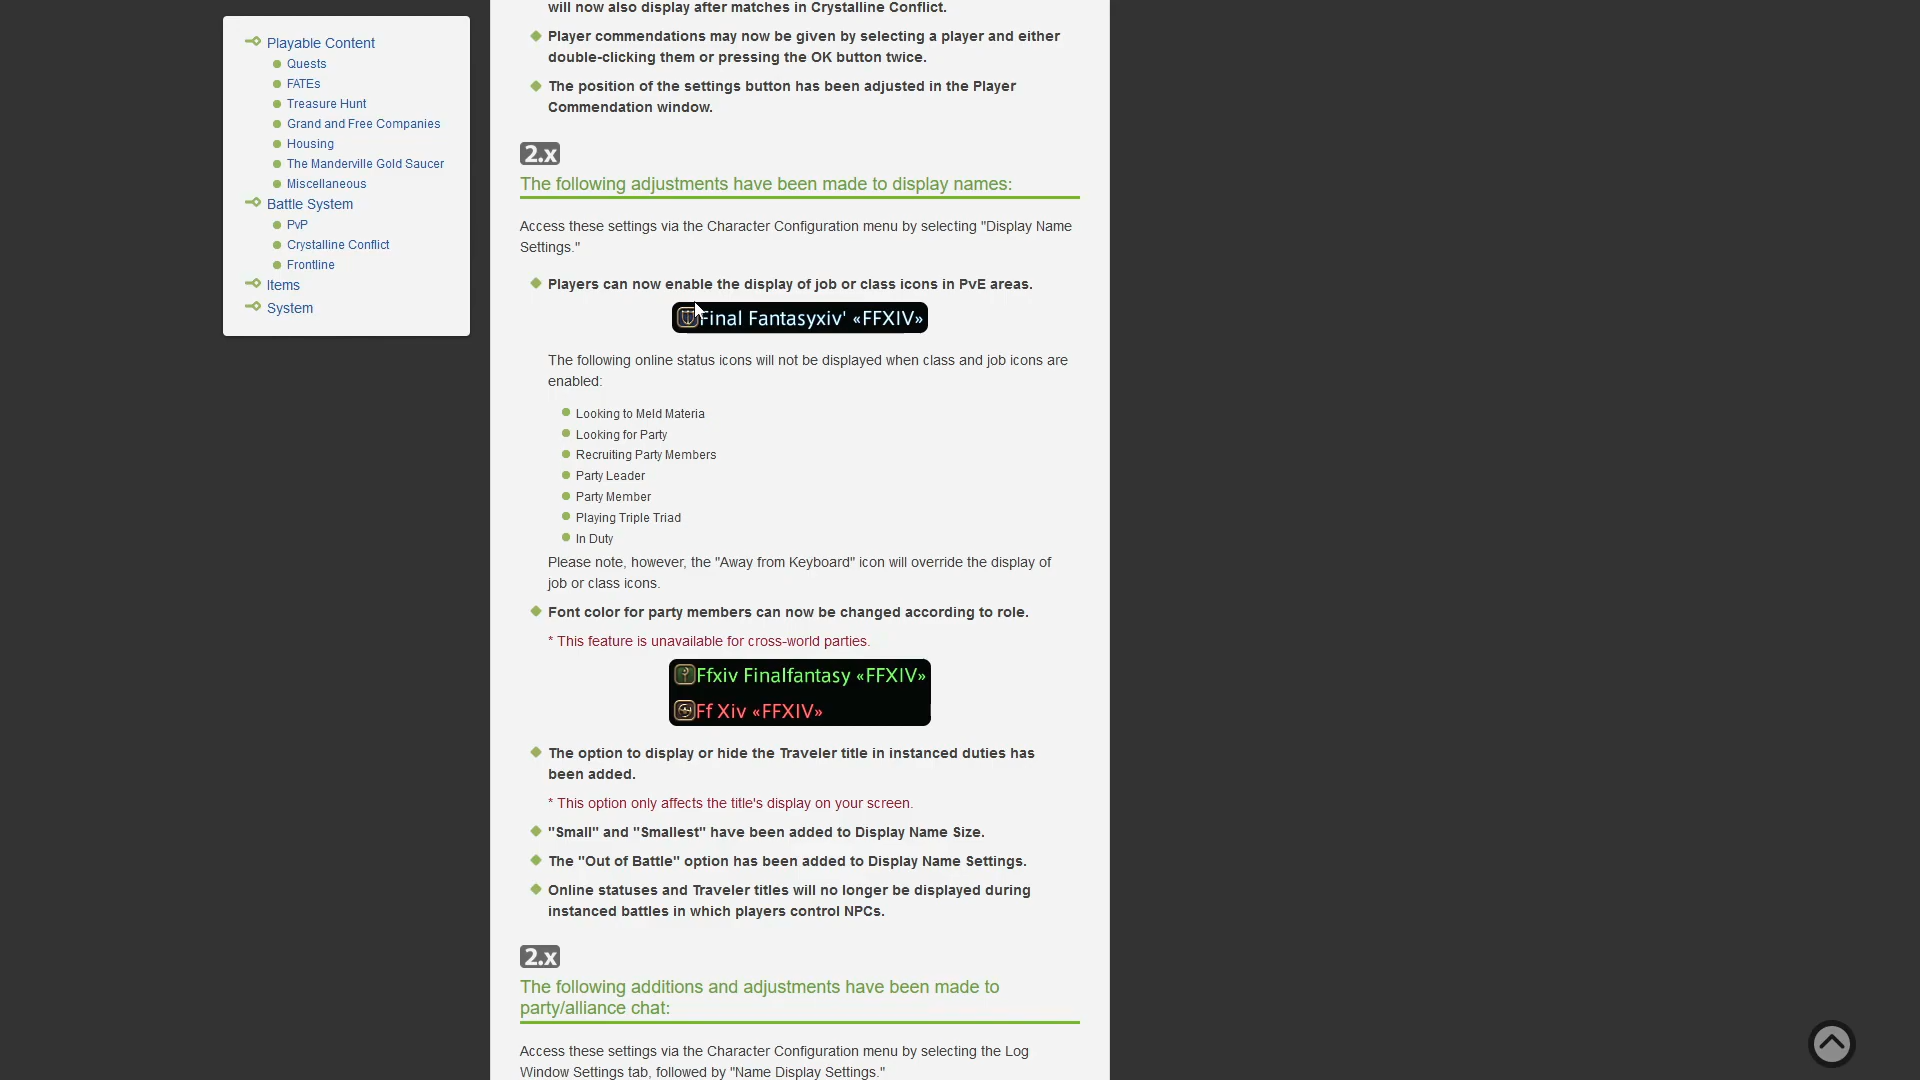 Playable Content
Quests
FATEs
Treasure Hunt
Grand and Free Companies
Housing
The Manderville Gold Saucer
Miscellaneous
Battle System
PvP
Crystalline Conflict
Frontline
Items
System
will now also display after matches in Crystalline Conflict.
Player commendations may now be given by selecting a player and either
double-clicking them or pressing the OK button twice.
The position of the settings button has been adjusted in the Player
Commendation window.
2.x
The following adjustments have been made to display names:
Access these settings via the Character Configuration menu by selecting "Display Name
Settings."
Players can now enable the display of job or class icons in PvE areas.
Final Fantasyxiv' «FFXIV»
The following online status icons will not be displayed when class and job icons are
enabled:
Looking to Meld Materia
Looking for Party
Recruiting Party Members
Party Leader
Party Member
Playing Triple Triad
In Duty
Please note, however, the "Away from Keyboard" icon will override the display of
job or class icons.
Font color for party members can now be changed according to role.
* This feature is unavailable for cross-world parties.
Ffxiv Finalfantasy «FFXIV»
Ff Xiv «FFXIV»
The option to display or hide the Traveler title in instanced duties has
been added.
* This option only affects the title's display on your screen.
"Small" and "Smallest" have been added to Display Name Size.
The "Out of Battle" option has been added to Display Name Settings.
Online statuses and Traveler titles will no longer be displayed during
instanced battles in which players control NPCs.
2.x
The following additions and adjustments have been made to
party/alliance chat:
Access these settings via the Character Configuration menu by selecting the Log
Window Settings tab, followed by "Name Display Settings."